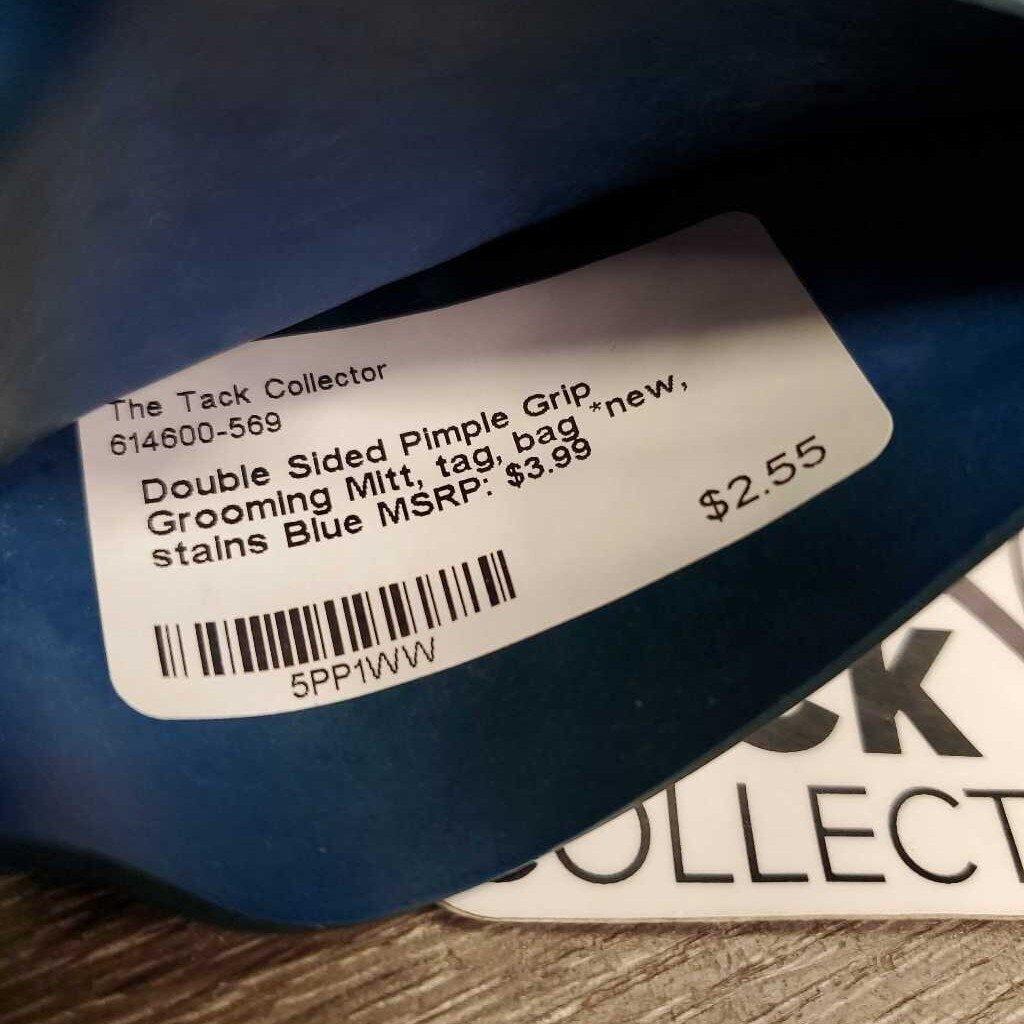 The Tack Collector
614600-569
Double Sided Pimple Grip
Grooming Mitt, tag, bag *new,
stains Blue MSRP: $3.99
$2.55
5PP1WW
ck
COLLECT